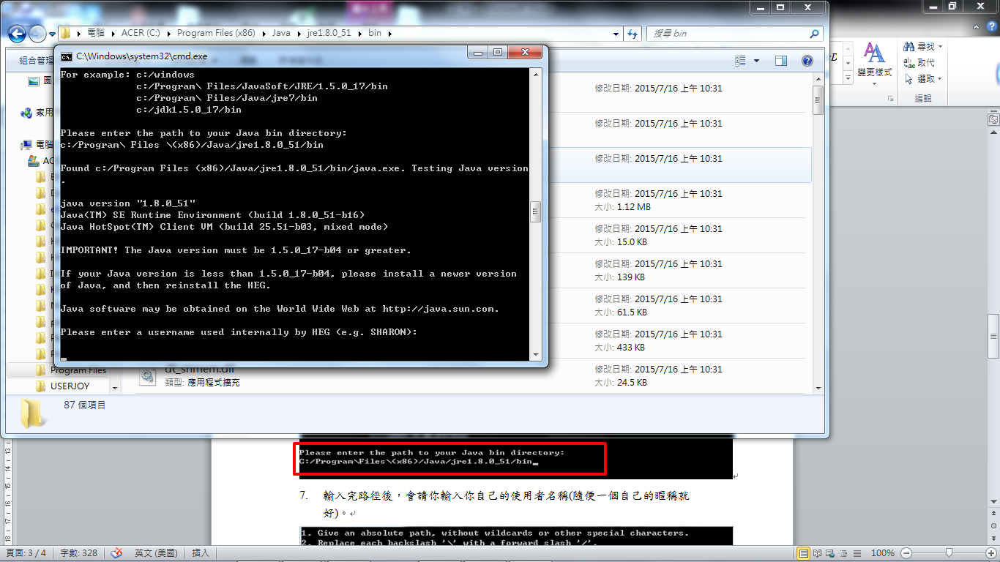 電腦 ▸ ACER (C:) ▸ Program Files (x86) ▸ Java ▸ jre1.8.0_51 ▸ bin ▸
搜尋 bin
組合管理
C:\Windows\system32\cmd.exe
For example: c:/windows
c:/Program\ Files/JavaSoft/JRE/1.5.0_17/bin
c:/Program\ Files/Java/jre7/bin
c:/jdk1.5.0_17/bin
Please enter the path to your Java bin directory:
c:/Program\ Files \(x86)/Java/jre1.8.0_51/bin
Found c:/Program Files (x86)/Java/jre1.8.0_51/bin/java.exe. Testing Java version
.
java version "1.8.0_51"
Java(TM) SE Runtime Environment (build 1.8.0_51-b16)
Java HotSpot(TM) Client VM (build 25.51-b03, mixed mode)
IMPORTANT! The Java version must be 1.5.0_17-b04 or greater.
If your Java version is less than 1.5.0_17-b04, please install a newer version
of Java, and then reinstall the HEG.
Java software may be obtained on the World Wide Web at http://java.sun.com.
Please enter a username used internally by HEG (e.g. SHARON):
家用
電腦
Program Files
USERJOY
修改日期: 2015/7/16 上午 10:31
修改日期: 2015/7/16 上午 10:31
修改日期: 2015/7/16 上午 10:31
修改日期: 2015/7/16 上午 10:31
大小: 1.12 MB
修改日期: 2015/7/16 上午 10:31
大小: 15.0 KB
修改日期: 2015/7/16 上午 10:31
大小: 139 KB
修改日期: 2015/7/16 上午 10:31
大小: 61.5 KB
修改日期: 2015/7/16 上午 10:31
大小: 433 KB
dt_shmem.dll
類型: 應用程式擴充
修改日期: 2015/7/16 上午 10:31
大小: 24.5 KB
87 個項目
變更樣式
尋找
取代
選取
編輯
Please enter the path to your Java bin directory:
C:/Program\Files\(x86)/Java/jre1.8.0_51/bin
7. 輸入完路徑後，會請你輸入你自己的使用者名稱(隨便一個自己的暱稱就
好)。
1. Give an absolute path, without wildcards or other special characters.
2. Replace each backslash '\' with a forward slash '/'.
頁面: 3 / 4 字數: 328 英文 (美國) 插入 100%